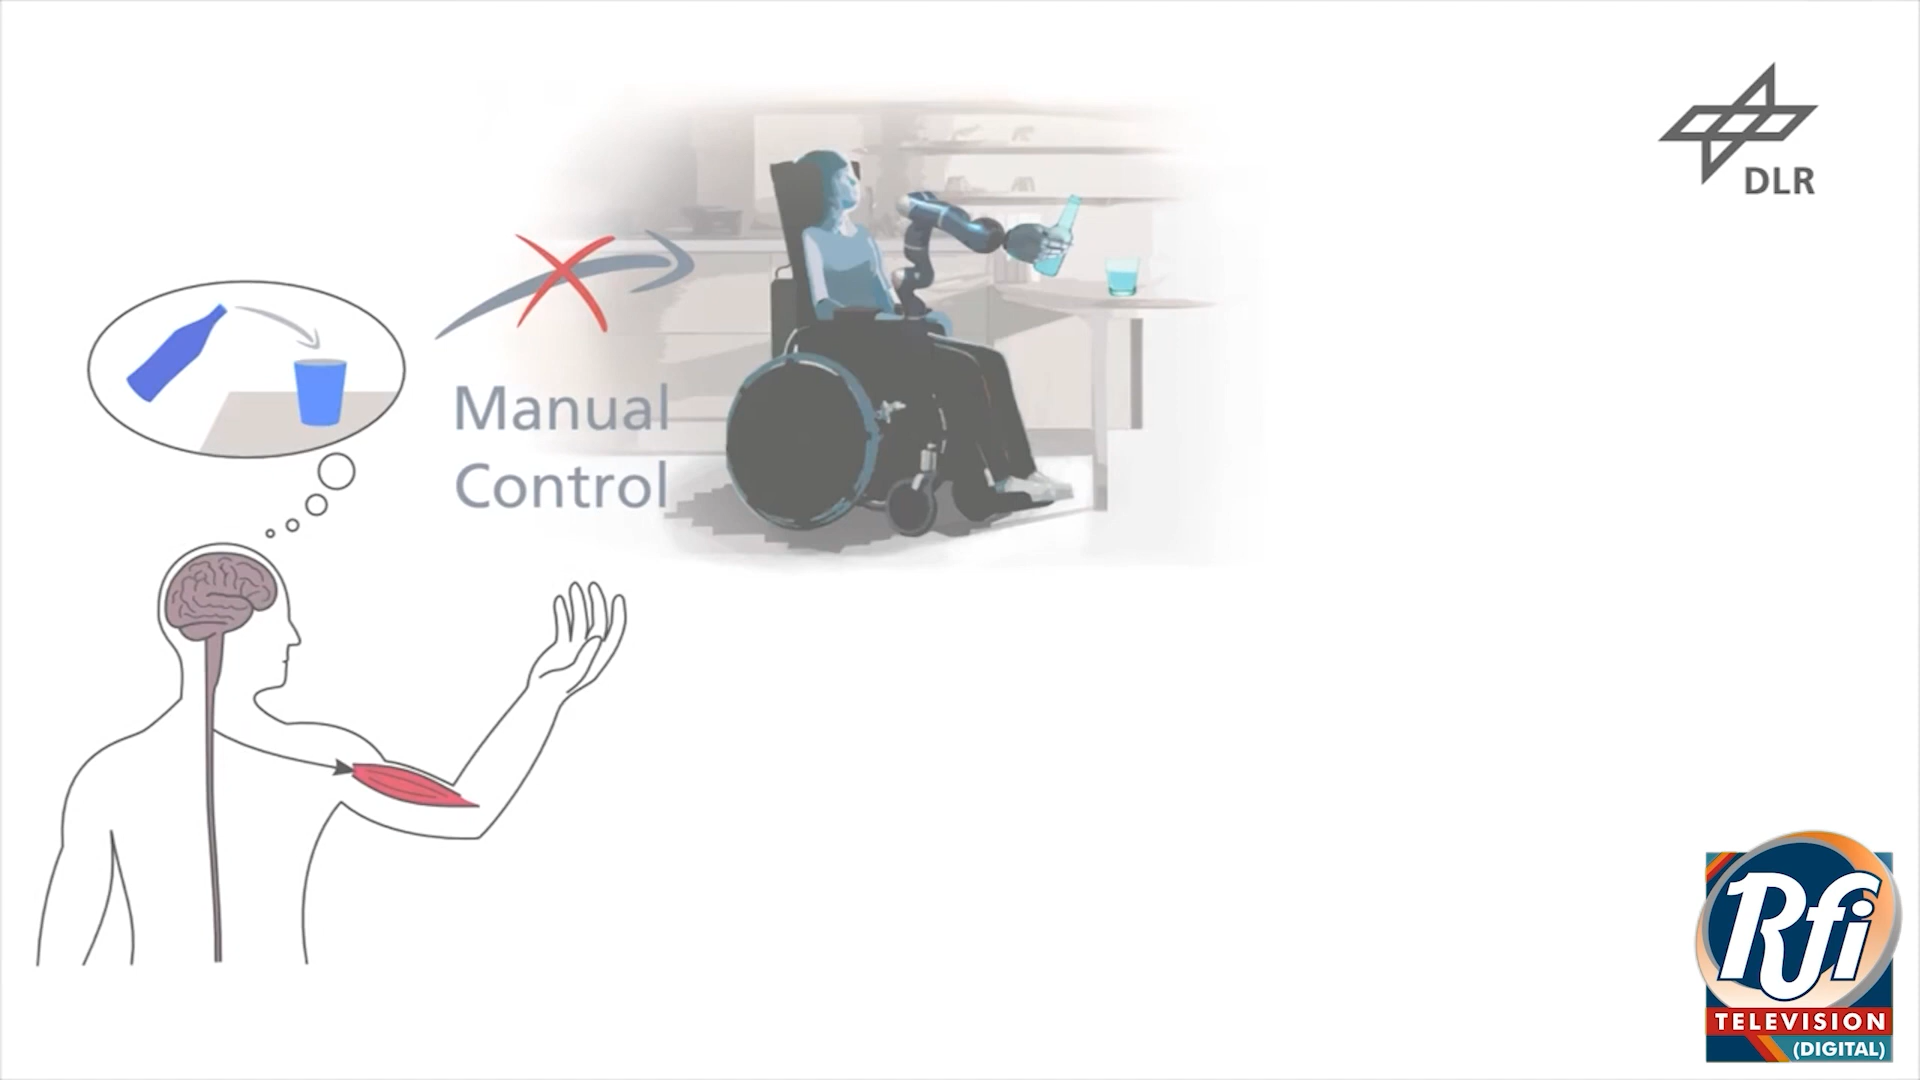 DLR
Manual
Control
Rfi
TELEVISION
(DIGITAL)